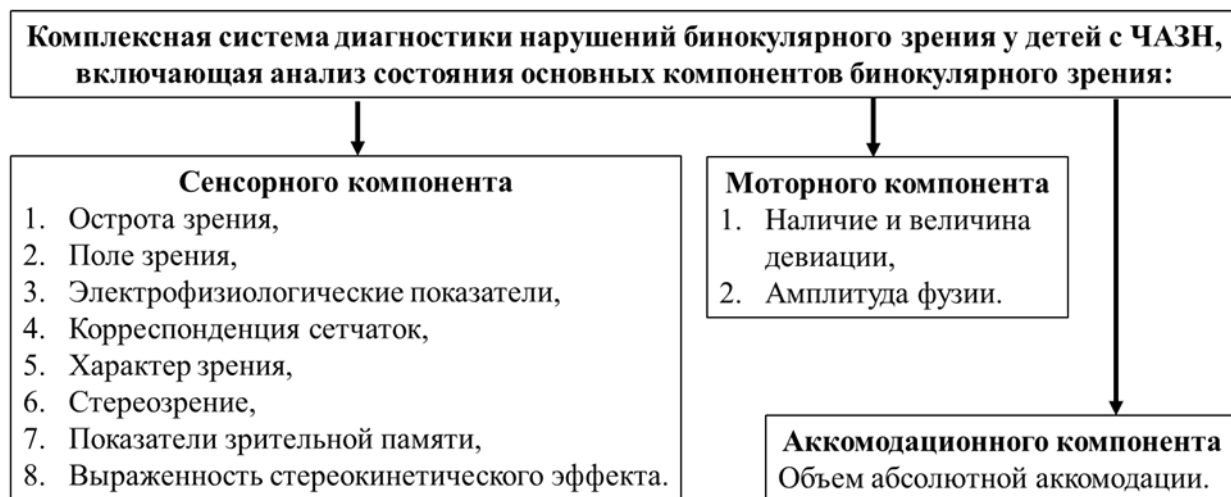 Комплексная система диагностики нарушений бинокулярного зрения у детей с ЧАЗН,
включающая анализ состояния основных компонентов бинокулярного зрения:
Сенсорного компонента
1. Острота зрения,
2. Поле зрения,
3. Электрофизиологические показатели,
4. Корреспонденция сетчаток,
5. Характер зрения,
6. Стереозрение,
7. Показатели зрительной памяти,
8. Выраженность стереокинетического эффекта.
Моторного компонента
1. Наличие и величина
девиации,
2. Амплитуда фузии.
Аккомодационного компонента
Объем абсолютной аккомодации.